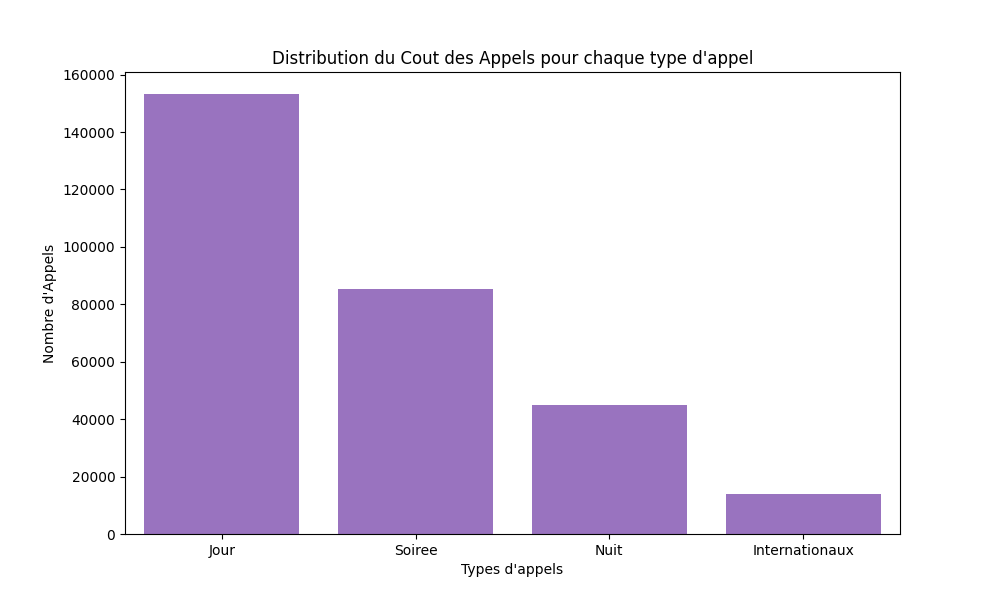 Distribution du Cout des Appels pour chaque type d'appel
160000
140000
120000
100000
80000
60000
40000
20000
0
Nombre d'Appels
Jour Soiree Nuit Internationaux
Types d'appels